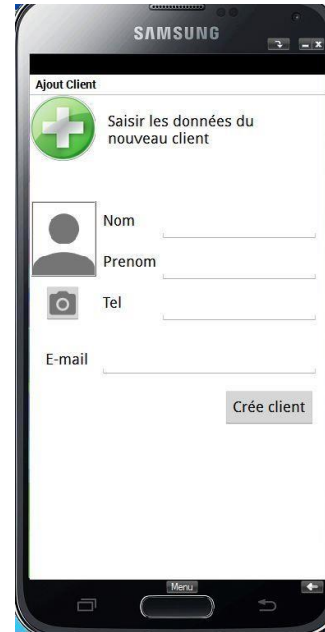 SAMSUNG
Ajout Client
Saisir les données du
nouveau client
Nom
Prenom
Tel
E-mail
Crée client
Menu